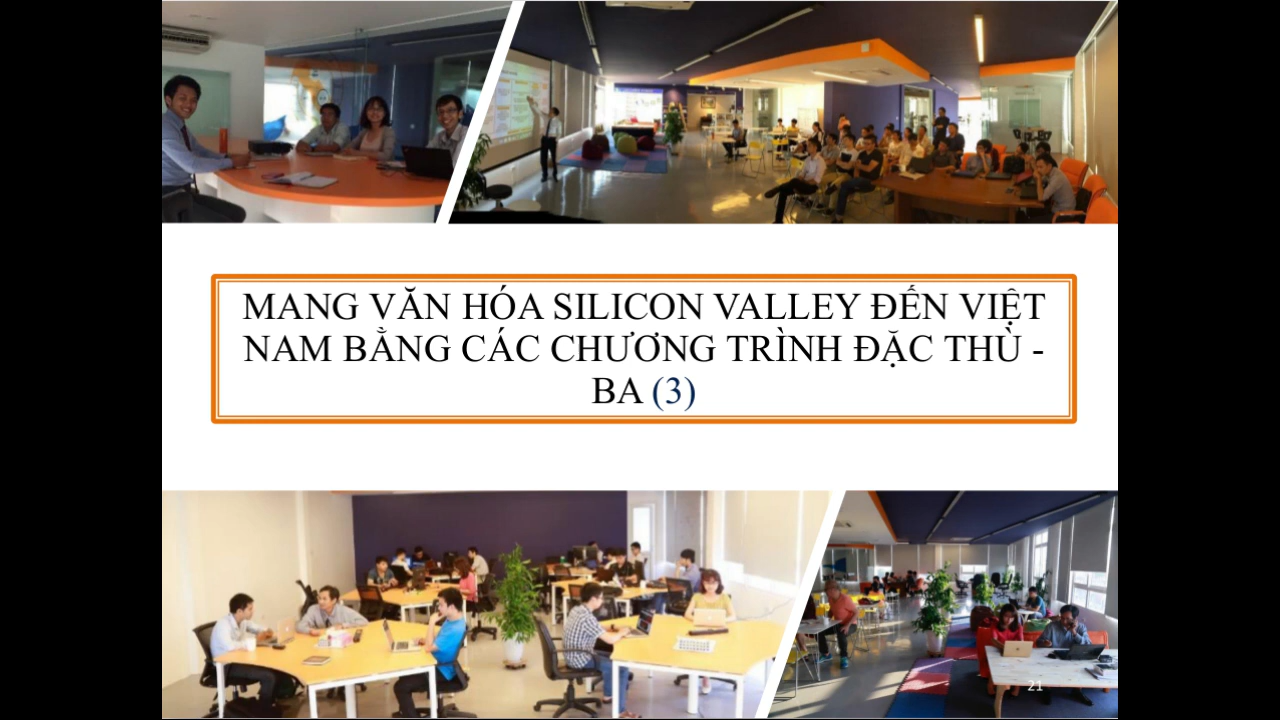 MANG VĂN HÓA SILICON VALLEY ĐẾN VIỆT
NAM BẰNG CÁC CHƯƠNG TRÌNH ĐẶC THÙ -
BA (3)
21